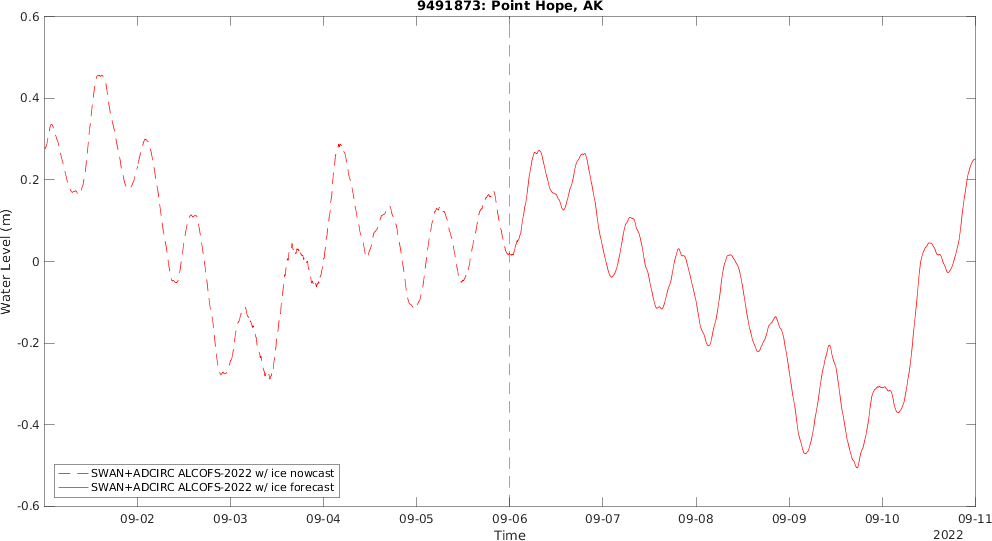 9491873: Point Hope, AK
0.6
0.4
0.2
0
-0.2
-0.4
-0.6
Water Level (m)
SWAN+ADCIRC ALCOFS-2022 w/ ice nowcast
SWAN+ADCIRC ALCOFS-2022 w/ ice forecast
09-02 09-03 09-04 09-05 09-06 09-07 09-08 09-09 09-10 09-11
Time
2022